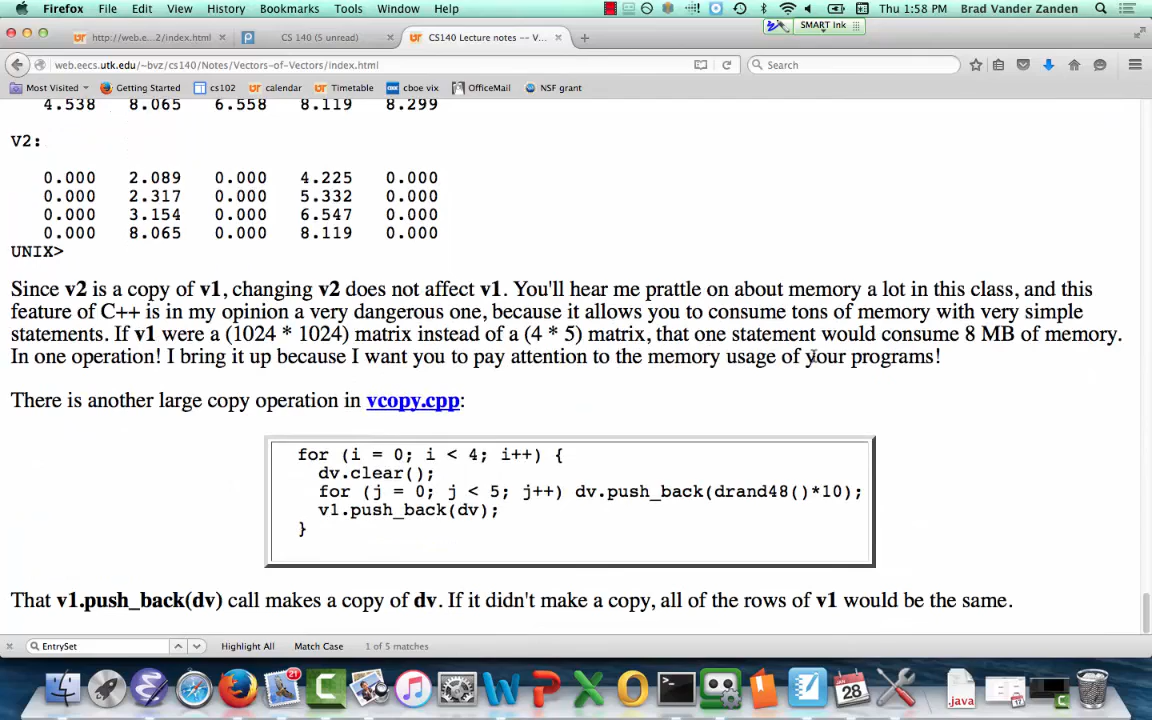 Firefox File Edit View History Bookmarks Tools Window Help Thu 1:58 PM Brad Vander Zanden
SMART Ink
http://web.e...2/index.html CS 140 (5 unread) CS140 Lecture notes -- V...
web.eecs.utk.edu/~bvz/cs140/Notes/Vectors-of-Vectors/index.html Search
Most Visited Getting Started cs102 calendar Timetable cboe vix OfficeMail NSF grant
4.538 8.065 6.558 8.119 8.299
V2:
0.000 2.089 0.000 4.225 0.000
0.000 2.317 0.000 5.332 0.000
0.000 3.154 0.000 6.547 0.000
0.000 8.065 0.000 8.119 0.000
UNIX>
Since v2 is a copy of v1, changing v2 does not affect v1. You'll hear me prattle on about memory a lot in this class, and this
feature of C++ is in my opinion a very dangerous one, because it allows you to consume tons of memory with very simple
statements. If v1 were a (1024 * 1024) matrix instead of a (4 * 5) matrix, that one statement would consume 8 MB of memory.
In one operation! I bring it up because I want you to pay attention to the memory usage of your programs!
There is another large copy operation in vcopy.cpp:
for (i = 0; i < 4; i++) {
dv.clear();
for (j = 0; j < 5; j++) dv.push_back(drand48()*10);
v1.push_back(dv);
}
That v1.push_back(dv) call makes a copy of dv. If it didn't make a copy, all of the rows of v1 would be the same.
EntrySet Highlight All Match Case 1 of 5 matches
21
28
.java